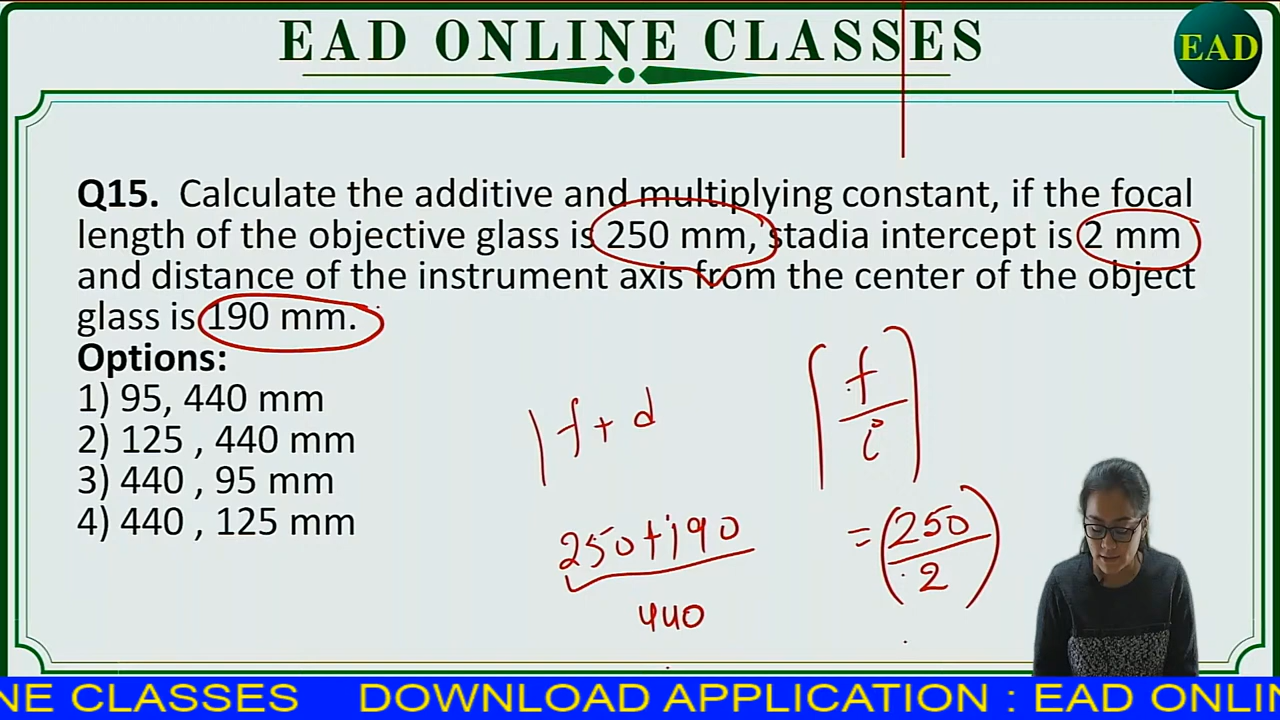 EAD ONLINE CLASSES
EAD
Q15. Calculate the additive and multiplying constant, if the focal
length of the objective glass is 250 mm, stadia intercept is 2 mm
and distance of the instrument axis from the center of the object
glass is 190 mm.
Options:
1) 95, 440 mm
2) 125 , 440 mm
3) 440 , 95 mm
4) 440 , 125 mm
f + d
250+190
440
f
i
= (250
2)
NE CLASSES DOWNLOAD APPLICATION : EAD ONLI